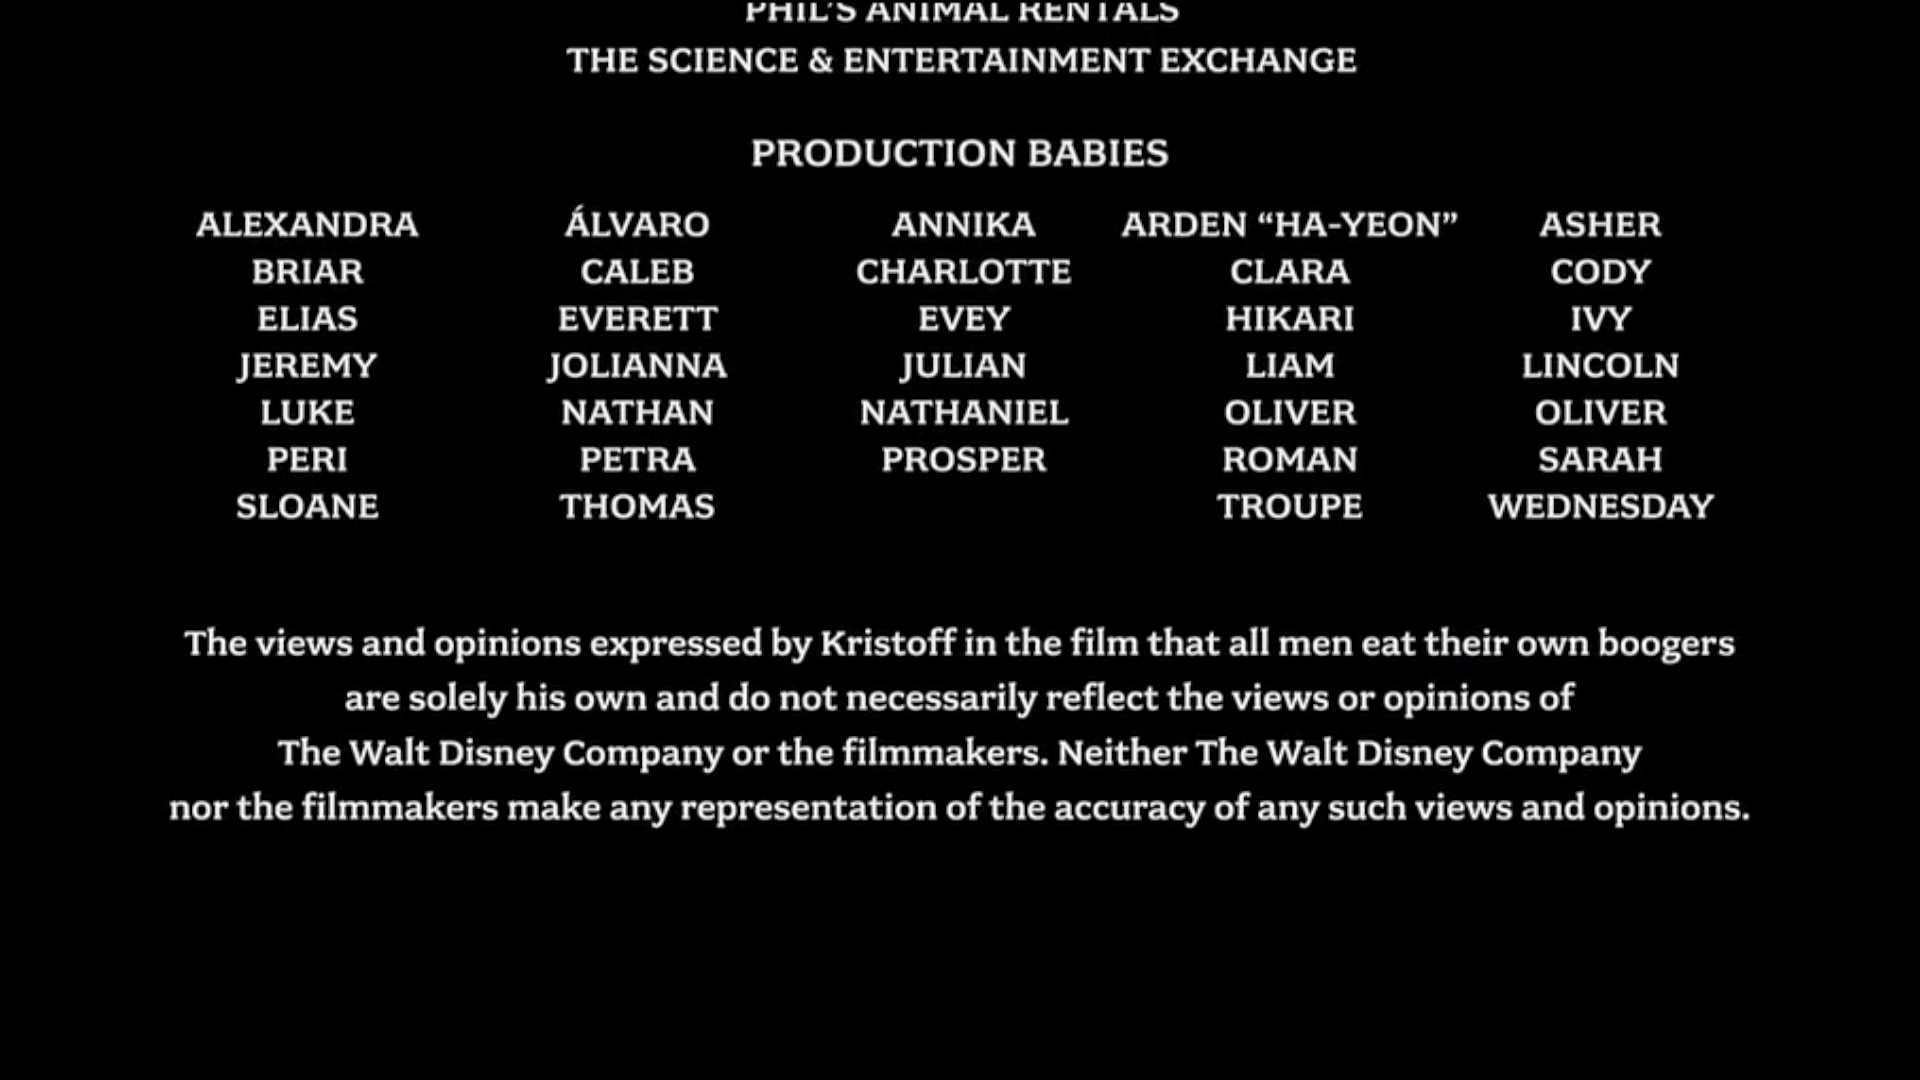 PHIL'S ANIMAL RENTALS
THE SCIENCE & ENTERTAINMENT EXCHANGE
PRODUCTION BABIES
ALEXANDRA ÁLVARO ANNIKA ARDEN “HA-YEON” ASHER
BRIAR CALEB CHARLOTTE CLARA CODY
ELIAS EVERETT EVEY HIKARI IVY
JEREMY JOLIANNA JULIAN LIAM LINCOLN
LUKE NATHAN NATHANIEL OLIVER OLIVER
PERI PETRA PROSPER ROMAN SARAH
SLOANE THOMAS TROUPE WEDNESDAY
The views and opinions expressed by Kristoff in the film that all men eat their own boogers
are solely his own and do not necessarily reflect the views or opinions of
The Walt Disney Company or the filmmakers. Neither The Walt Disney Company
nor the filmmakers make any representation of the accuracy of any such views and opinions.